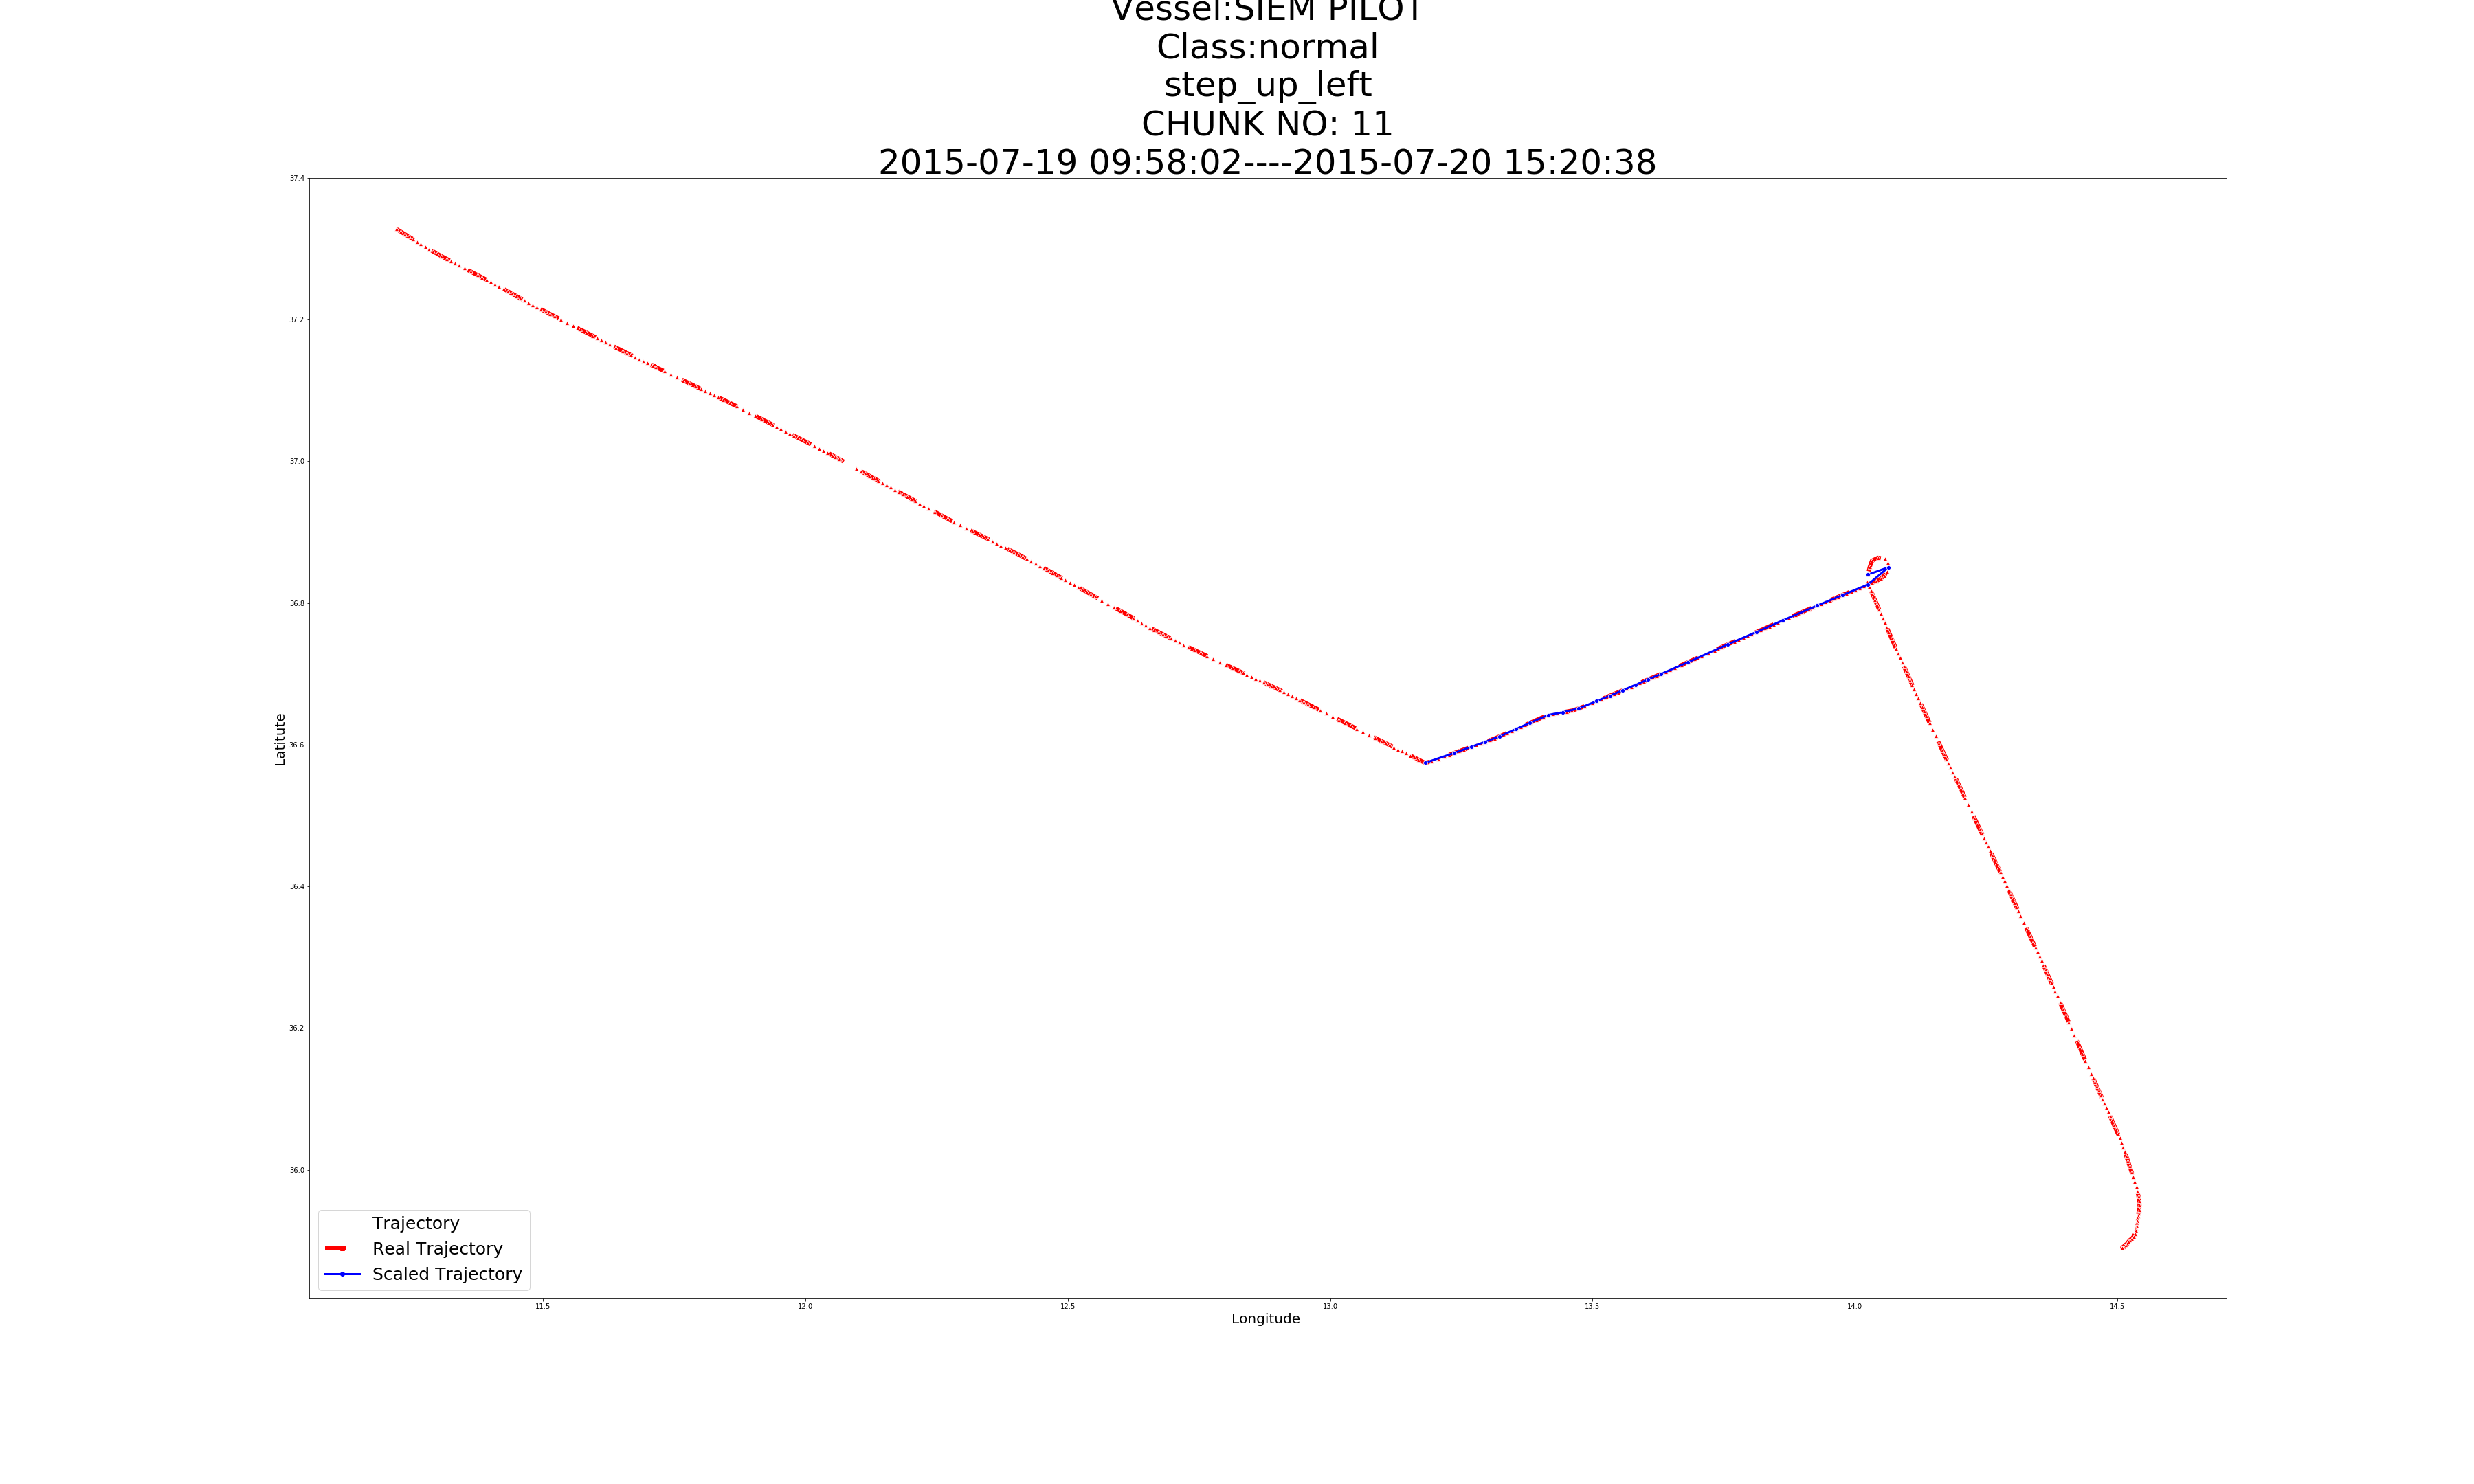 Vessel:SIEM PILOT
Class:normal
step_up_left
CHUNK NO: 11
2015-07-19 09:58:02----2015-07-20 15:20:38
37.4
37.2
37.0
36.8
36.6
36.4
36.2
36.0
Latitute
Trajectory
Real Trajectory
Scaled Trajectory
11.5
12.0
12.5
13.0
13.5
14.0
14.5
Longitude